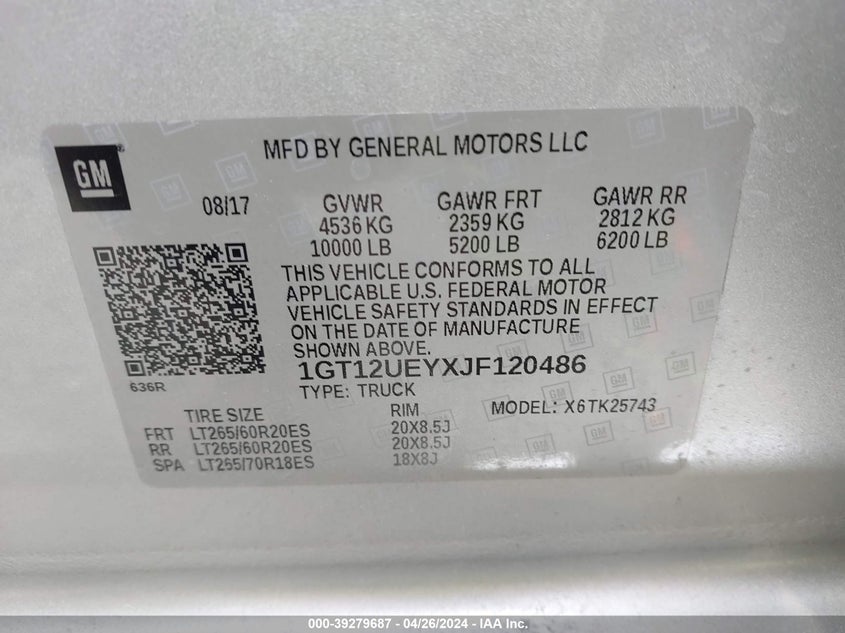 GM
MFD BY GENERAL MOTORS LLC
08/17 GVWR GAWR FRT GAWR RR
4536 KG 2359 KG 2812 KG
10000 LB 5200 LB 6200 LB
THIS VEHICLE CONFORMS TO ALL
APPLICABLE U.S. FEDERAL MOTOR
VEHICLE SAFETY STANDARDS IN EFFECT
ON THE DATE OF MANUFACTURE
SHOWN ABOVE.
1GT12UEYXJF120486
636R
TYPE: TRUCK
TIRE SIZE RIM MODEL: X6TK25743
FRT LT265/60R20ES 20X8.5J
RR LT265/60R20ES 20X8.5J
SPA LT265/70R18ES 18X8J
000-39279687 - 04/26/2024 - IAA Inc.